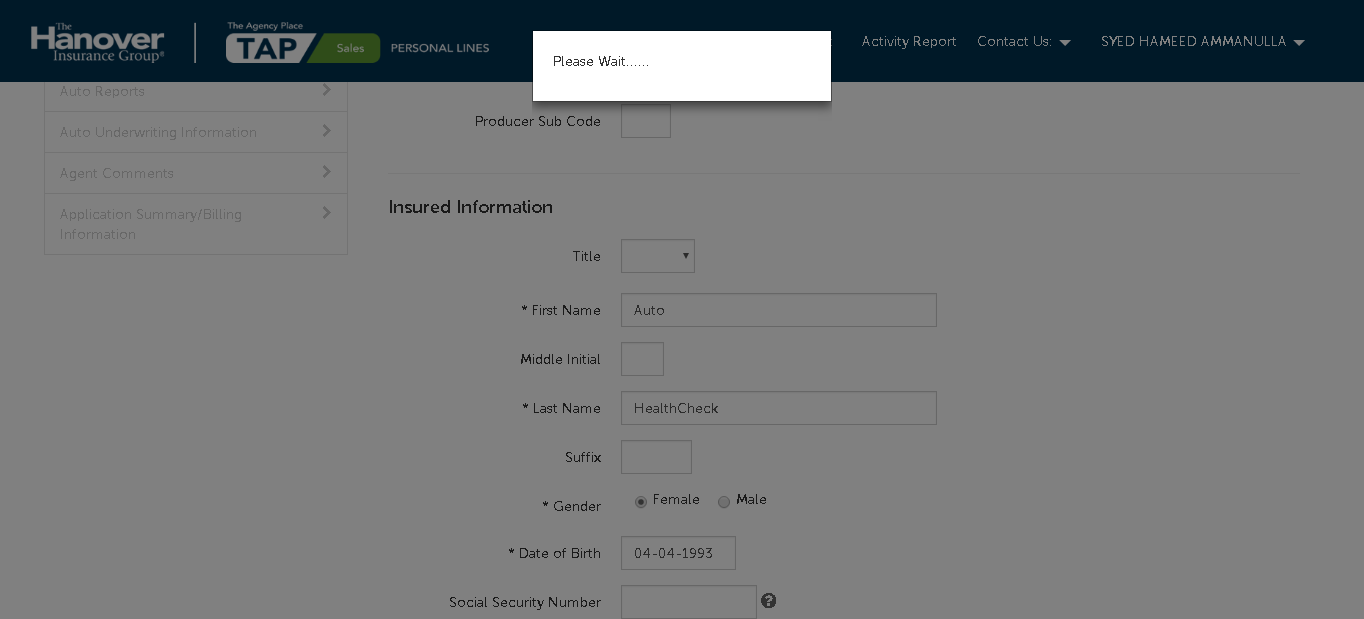 The
Hanover
Insurance Group®
The Agency Place
TAP Sales PERSONAL LINES
Activity Report Contact Us: SYED HAMEED AMMANULLA
Please Wait......
Auto Reports
Auto Underwriting Information
Agent Comments
Application Summary/Billing
Information
Producer Sub Code
Insured Information
Title
* First Name Auto
Middle Initial
* Last Name HealthCheck
Suffix
* Gender Female Male
* Date of Birth 04-04-1993
Social Security Number ?